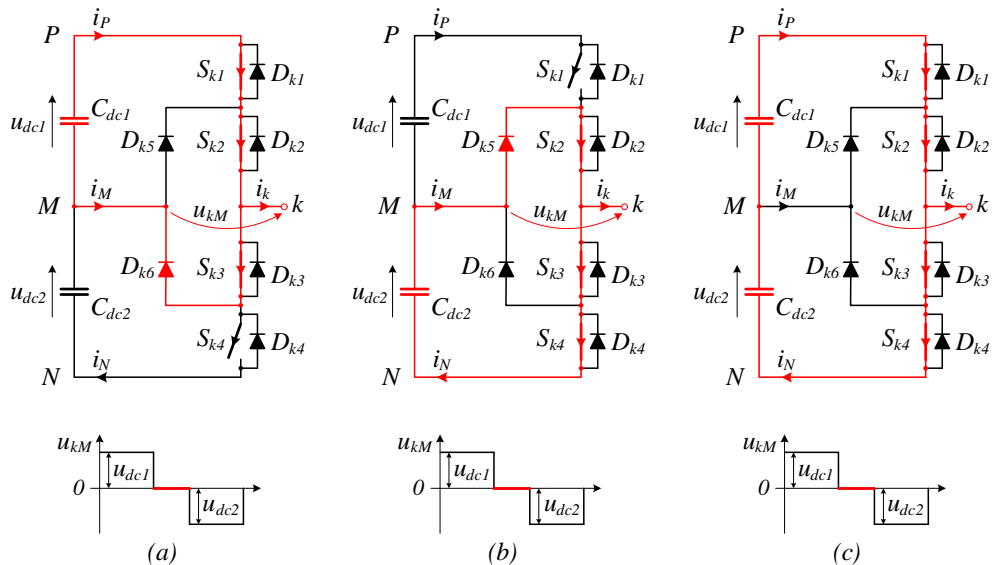 P
i_P
S_k1
D_k1
u_dc1
C_dc1
D_k5
S_k2
D_k2
M
i_M
i_k
k
u_kM
D_k6
S_k3
D_k3
u_dc2
C_dc2
S_k4
D_k4
N
i_N
u_kM
u_dc1
0
u_dc2
(a)
P
i_P
S_k1
D_k1
u_dc1
C_dc1
D_k5
S_k2
D_k2
M
i_M
i_k
k
u_kM
D_k6
S_k3
D_k3
u_dc2
C_dc2
S_k4
D_k4
N
i_N
u_kM
u_dc1
0
u_dc2
(b)
P
i_P
S_k1
D_k1
u_dc1
C_dc1
D_k5
S_k2
D_k2
M
i_M
i_k
k
u_kM
D_k6
S_k3
D_k3
u_dc2
C_dc2
S_k4
D_k4
N
i_N
u_kM
u_dc1
0
u_dc2
(c)